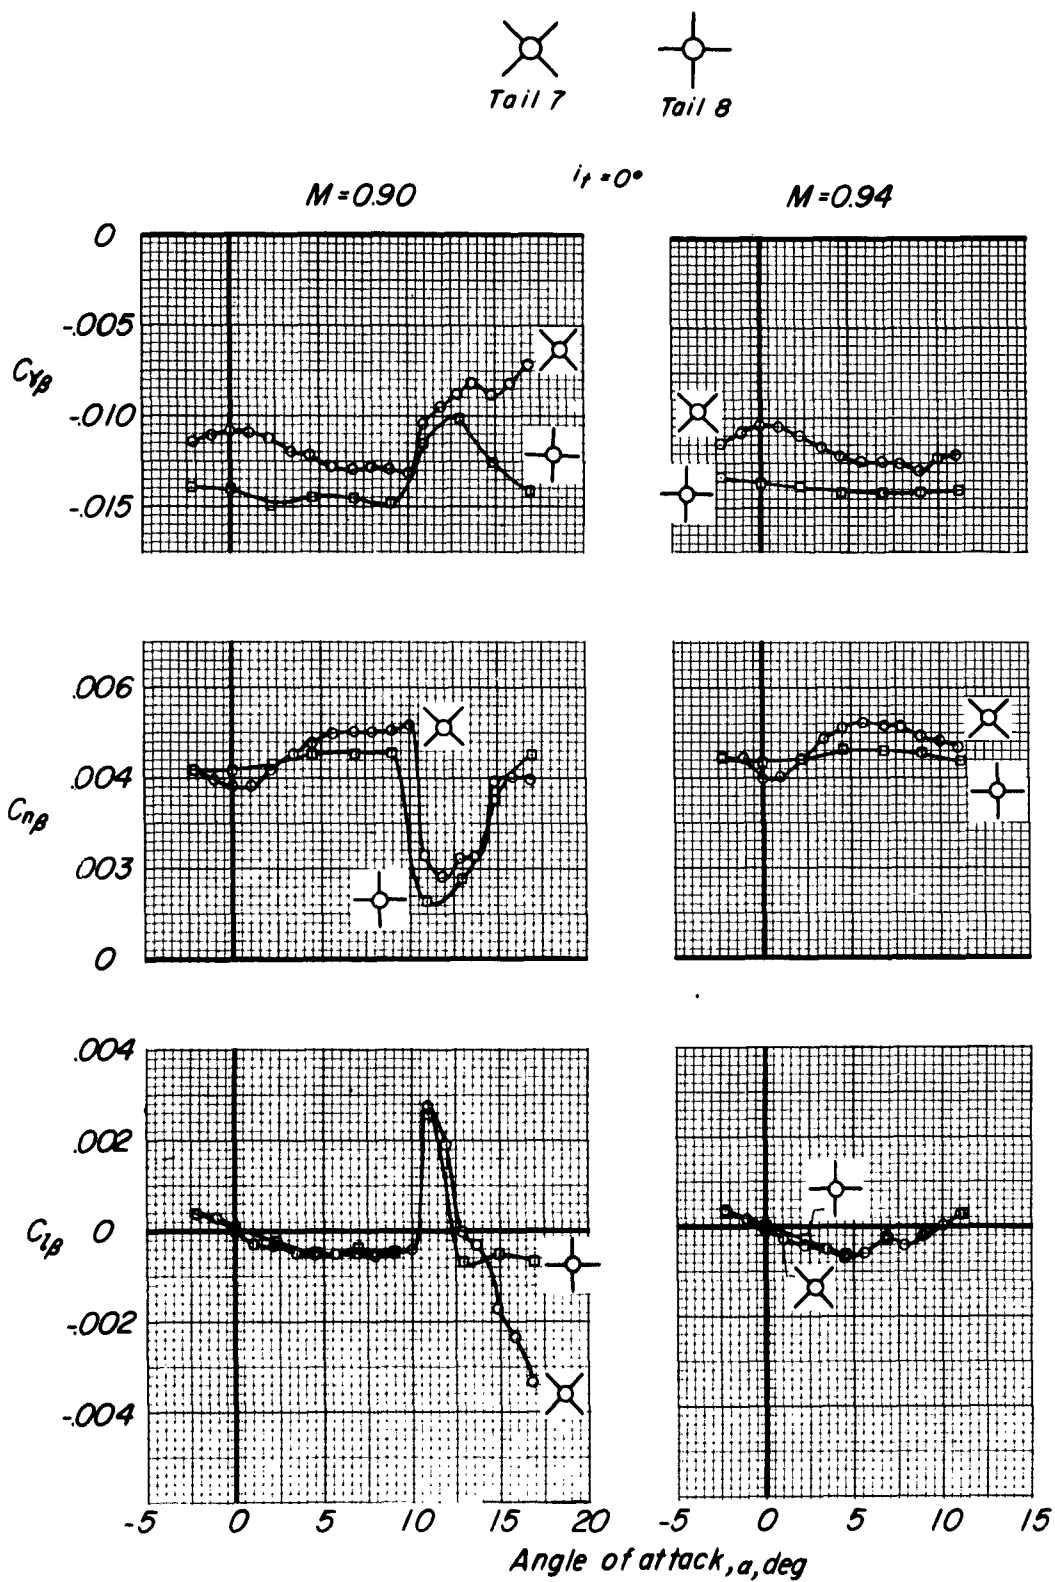 Tail 7 Tail 8
i_t = 0°
M = 0.90 M = 0.94
0
-.005
C_Yβ
-.010
-.015
.006
.004
C_nβ
.003
0
.004
.002
C_lβ
0
-.002
-.004
-5 0 5 10 15 20 -5 0 5 10 15
Angle of attack, α, deg